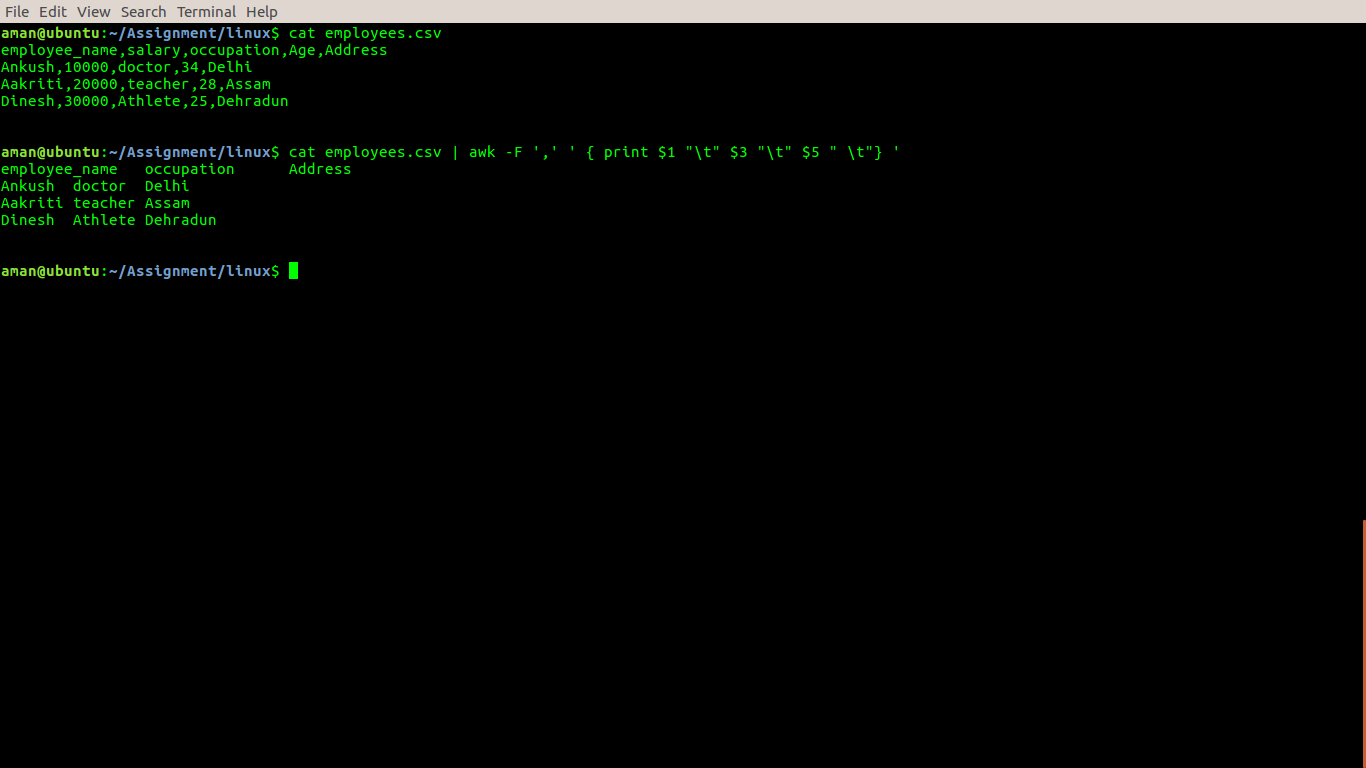 File Edit View Search Terminal Help
aman@ubuntu:~/Assignment/linux$ cat employees.csv
employee_name,salary,occupation,Age,Address
Ankush,10000,doctor,34,Delhi
Aakriti,20000,teacher,28,Assam
Dinesh,30000,Athlete,25,Dehradun
aman@ubuntu:~/Assignment/linux$ cat employees.csv | awk -F ',' ' { print $1 "\t" $3 "\t" $5 " \t"} '
employee_name   occupation      Address
Ankush  doctor  Delhi
Aakriti teacher Assam
Dinesh  Athlete Dehradun
aman@ubuntu:~/Assignment/linux$